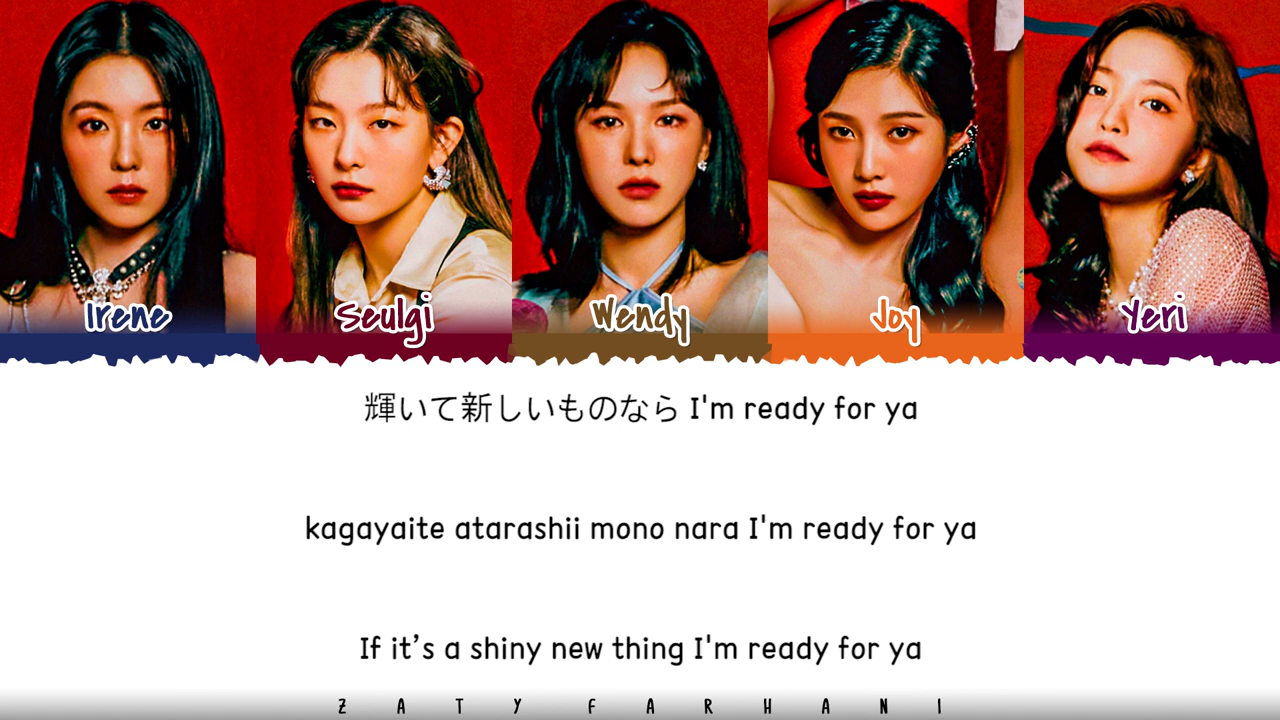 Irene
Seulgi
Wendy
Joy
Yeri
輝いて新しいものなら I'm ready for ya
kagayaite atarashii mono nara I'm ready for ya
If it’s a shiny new thing I'm ready for ya
ZATY FARHANI